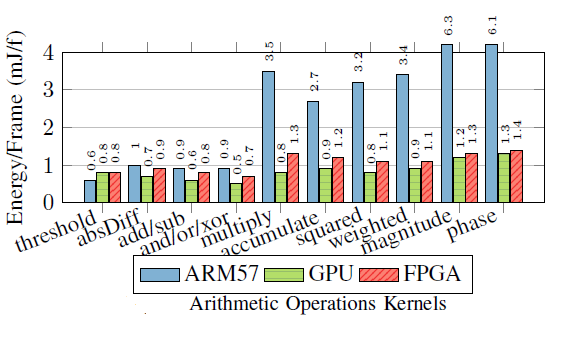 Energy/Frame (mJ/f)
4
3
2
1
0
0.6 0.8 0.8
1 0.7 0.9
0.9 0.6 0.8
0.9 0.5 0.7
3.5 0.8 1.3
2.7 0.9 1.2
3.2 0.8 1.1
3.4 0.9 1.1
6.3 1.2 1.3
6.1 1.3 1.4
threshold
absDiff
add/sub
and/or/xor
multiply
accumulate
squared
weighted
magnitude
phase
ARM57 GPU FPGA
Arithmetic Operations Kernels